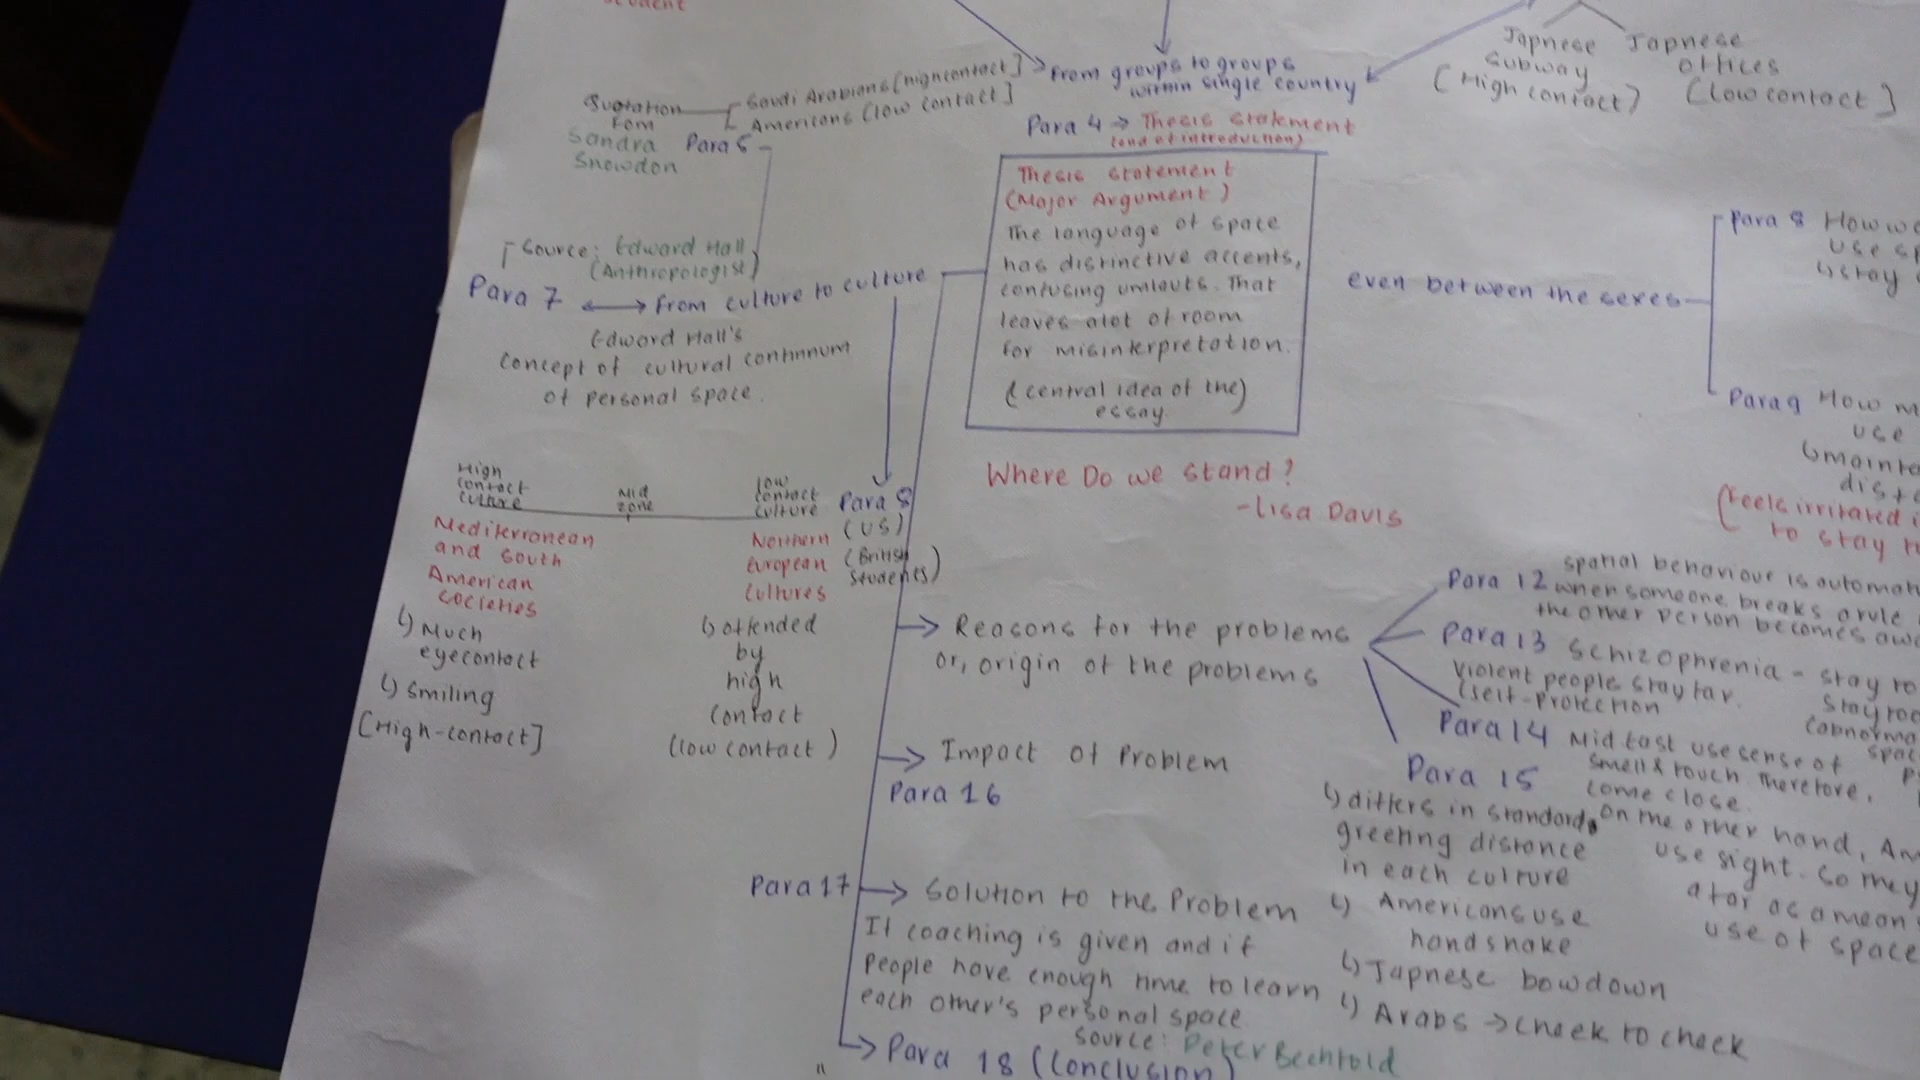 From groups to groups
within single country
Japnese
Subway
(High contact)
Japnese
Offices
(low contact]
Quotation
Fom
Sandra
Snowdon
Saudi Arabians [high contact]
Americans (low contact]
Para 4 → Thesis Statement
(end of introduction)
Thesis Statement
(Major Argument)
The language of space
has distinctive accents,
confusing umlauts. That
leaves alot of room
for misinterpretation.
(central idea of the)
essay.
Source: Edward Hall
(Anthropologist)
Para 7 ↔ From culture to culture
Edward Hall's
concept of cultural continnum
of personal space.
even between the sexes
Para 8
Para 9
use
Where Do we Stand?
-Lisa Davis
High
contact
culture
Mid
zone
low
contact
culture
Para 8
(US)
(British
Students)
Mediterranean
and South
American
societies
Northern
European
cultures
↳ Much
eyecontact
↳ Smiling
[High-contact]
↳ offended
by
high
contact
(low contact)
→ Reasons for the problems
or, origin of the problems
Para 12
spatial behaviour is
when someone breaks a rule
the other person becomes
Para 13 Schizophrenia - stay
Violent people stay far.
(self-Protection
Para 14 Mid East use sense of
smell & touch. Therefore,
come close.
on the other hand,
use sight. So they
a far as a mean
use of space
Para 15
↳ differs in standard
greeting distance
in each culture
↳ Americans use
handshake
↳ Japnese bowdown
↳ Arabs → cheek to cheek
→ Impact of Problem
Para 16
Para 17 → Solution to the Problem
If coaching is given and if
people have enough time to learn
each other's personal space
source: Peter Bechtold
→ Para 18 (Conclusion)